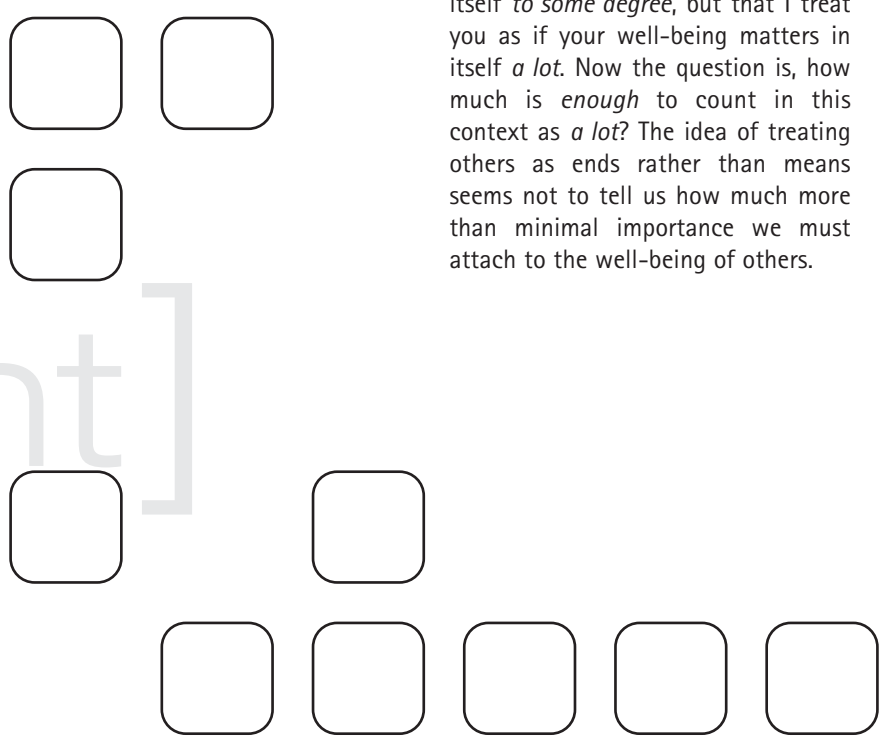 itself to some degree, but that I treat
you as if your well-being matters in
itself a lot. Now the question is, how
much is enough to count in this
context as a lot? The idea of treating
others as ends rather than means
seems not to tell us how much more
than minimal importance we must
attach to the well-being of others.
nt]